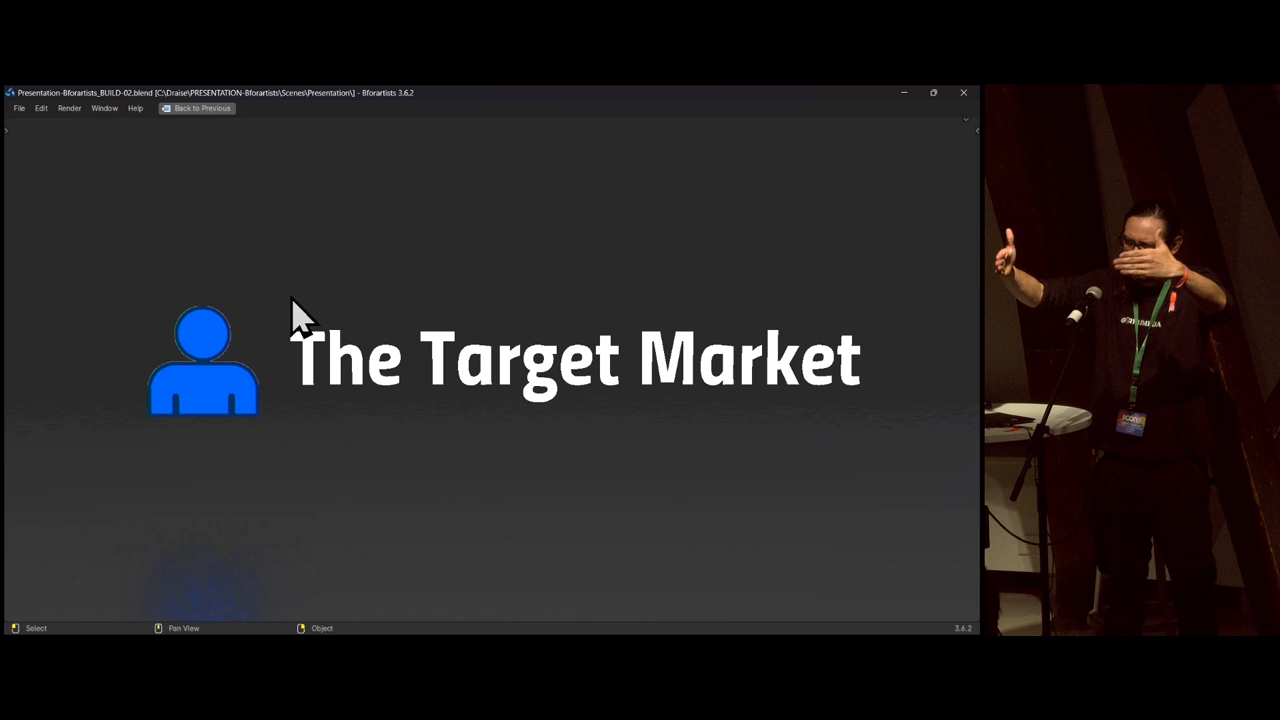 Presentation-Bforartists_BUILD-02.blend [C:\Draise\PRESENTATION-Bforartists\Scenes\Presentation\] - Bforartists 3.6.2
File Edit Render Window Help Back to Previous
The Target Market
Select Pan View Object 3.6.2